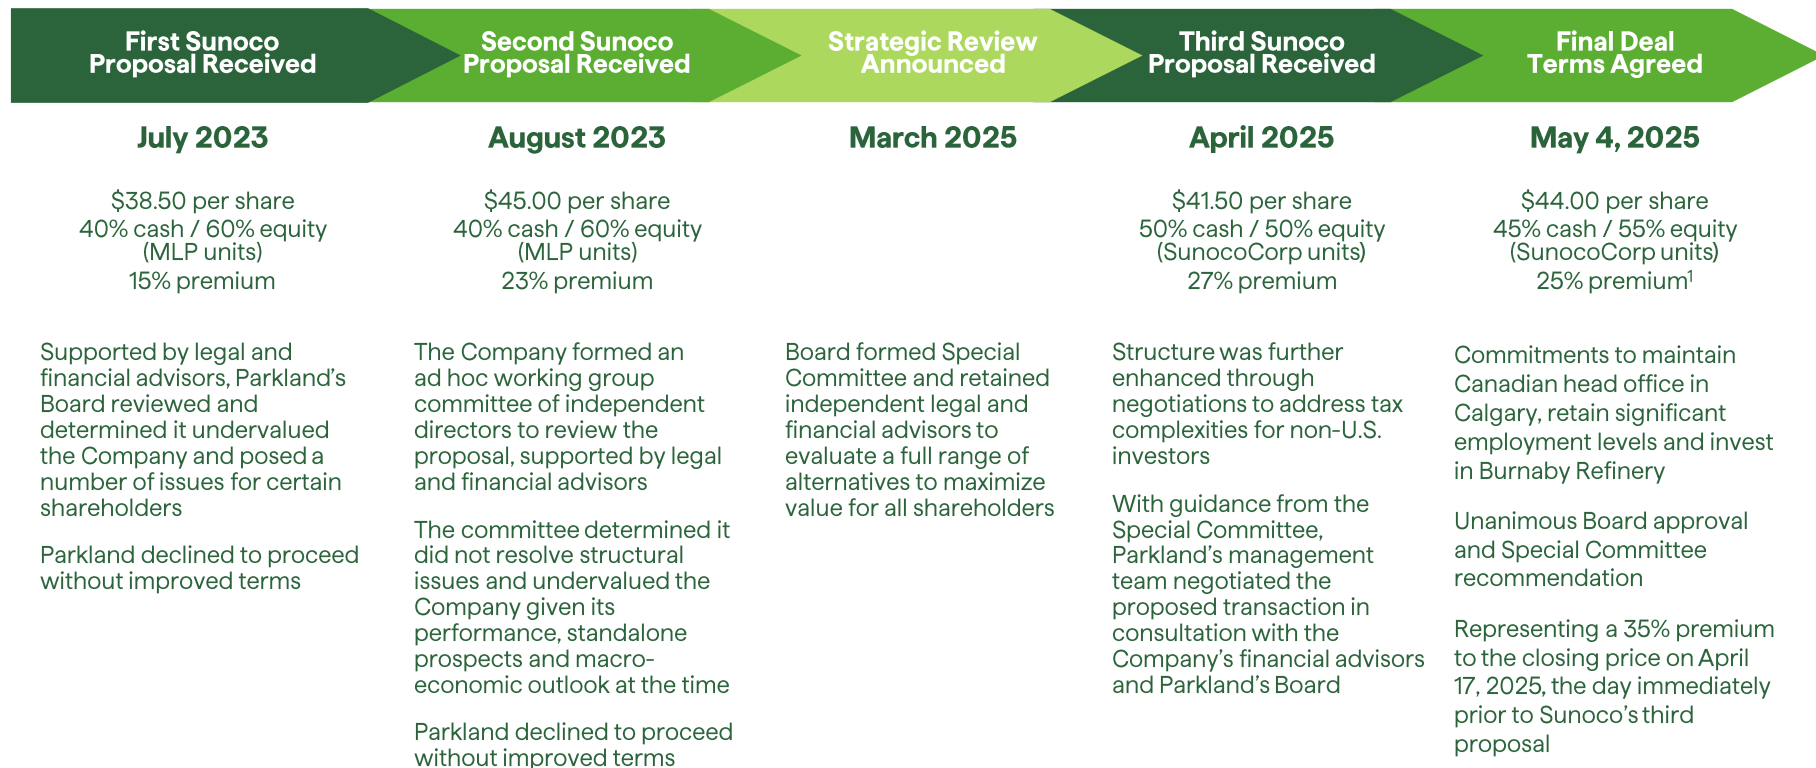 First Sunoco
Proposal Received
Second Sunoco
Proposal Received
Strategic Review
Announced
Third Sunoco
Proposal Received
Final Deal
Terms Agreed
July 2023
$38.50 per share
40% cash / 60% equity
(MLP units)
15% premium
Supported by legal and
financial advisors, Parkland’s
Board reviewed and
determined it undervalued
the Company and posed a
number of issues for certain
shareholders
Parkland declined to proceed
without improved terms
August 2023
$45.00 per share
40% cash / 60% equity
(MLP units)
23% premium
The Company formed an
ad hoc working group
committee of independent
directors to review the
proposal, supported by legal
and financial advisors
The committee determined it
did not resolve structural
issues and undervalued the
Company given its
performance, standalone
prospects and macro-
economic outlook at the time
Parkland declined to proceed
without improved terms
March 2025
Board formed Special
Committee and retained
independent legal and
financial advisors to
evaluate a full range of
alternatives to maximize
value for all shareholders
April 2025
$41.50 per share
50% cash / 50% equity
(SunocoCorp units)
27% premium
Structure was further
enhanced through
negotiations to address tax
complexities for non-U.S.
investors
With guidance from the
Special Committee,
Parkland’s management
team negotiated the
proposed transaction in
consultation with the
Company’s financial advisors
and Parkland’s Board
May 4, 2025
$44.00 per share
45% cash / 55% equity
(SunocoCorp units)
25% premium¹
Commitments to maintain
Canadian head office in
Calgary, retain significant
employment levels and invest
in Burnaby Refinery
Unanimous Board approval
and Special Committee
recommendation
Representing a 35% premium
to the closing price on April
17, 2025, the day immediately
prior to Sunoco’s third
proposal